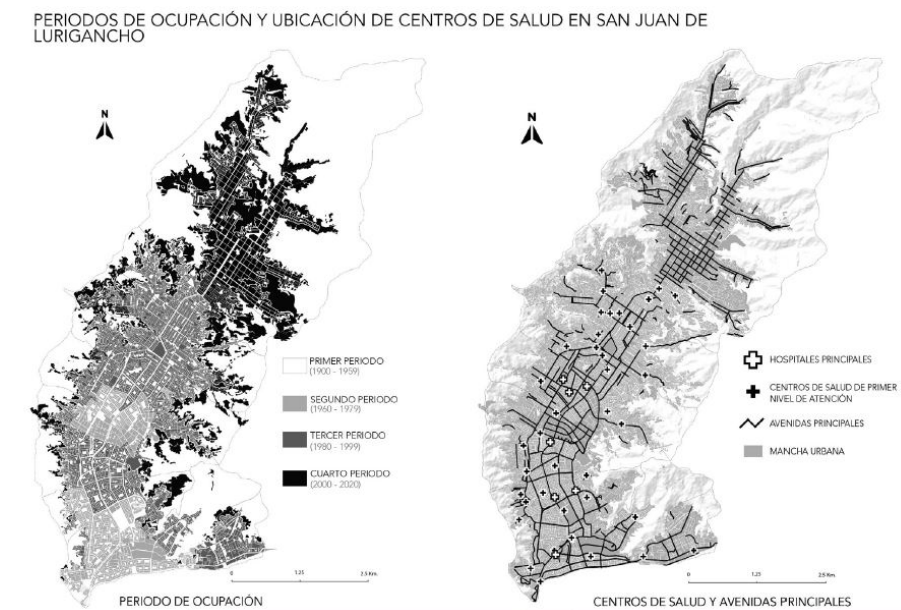 PERIODOS DE OCUPACIÓN Y UBICACIÓN DE CENTROS DE SALUD EN SAN JUAN DE
LURIGANCHO
N
PRIMER PERIODO
(1900 - 1959)
SEGUNDO PERIODO
(1960 - 1979)
TERCER PERIODO
(1980 - 1999)
CUARTO PERIODO
(2000 - 2020)
0 1.25 2.5 Km.
PERIODO DE OCUPACIÓN
N
HOSPITALES PRINCIPALES
CENTROS DE SALUD DE PRIMER
NIVEL DE ATENCIÓN
AVENIDAS PRINCIPALES
MANCHA URBANA
0 1.25 2.5 Km.
CENTROS DE SALUD Y AVENIDAS PRINCIPALES